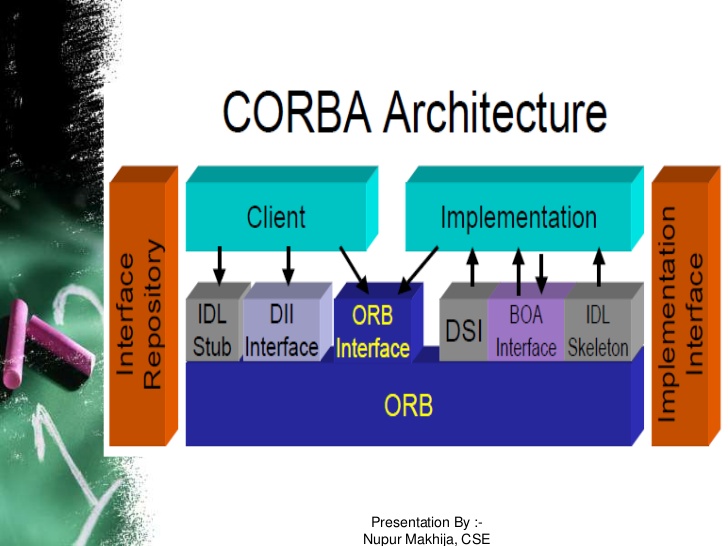 CORBA Architecture
Interface
Repository
Client
Implementation
IDL
Stub
DII
Interface
ORB
Interface
DSI
BOA
Interface
IDL
Skeleton
ORB
Implementation
Interface
Presentation By :-
Nupur Makhija, CSE